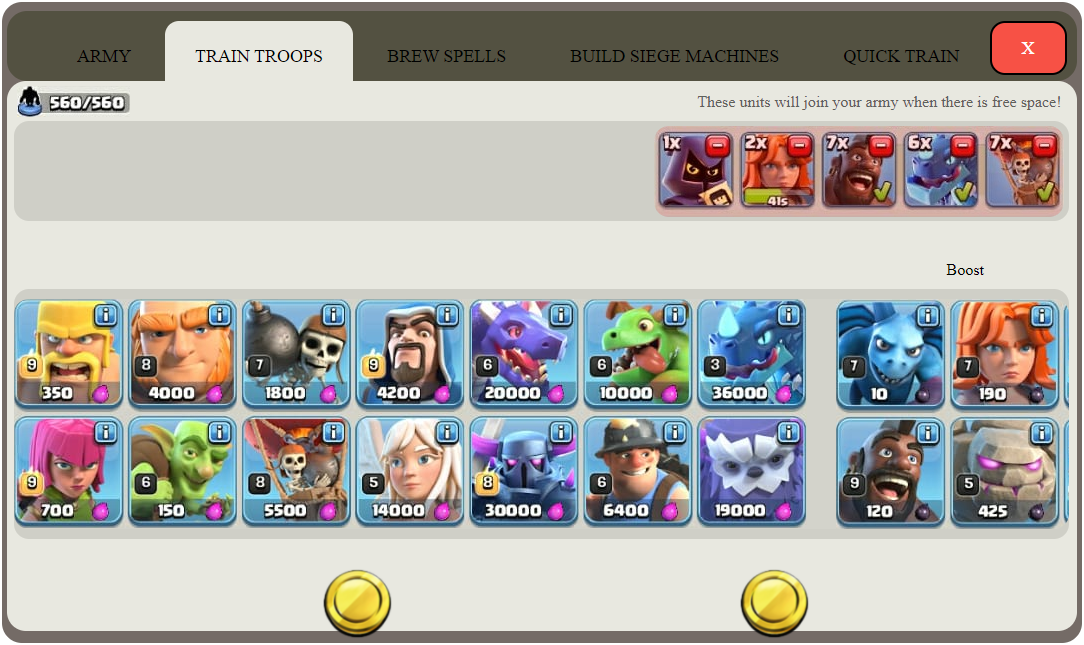 ARMY TRAIN TROOPS BREW SPELLS BUILD SIEGE MACHINES QUICK TRAIN X
560/560 These units will join your army when there is free space!
1x 2x 7x 6x 7x
41s
Boost
i i i i i i i i i
9 8 7 9 6 6 3 7 7
350 4000 1800 4200 20000 10000 36000 10 190
i i i i i i i i i
9 6 8 5 8 6 9 5
700 150 5500 14000 30000 6400 19000 120 425